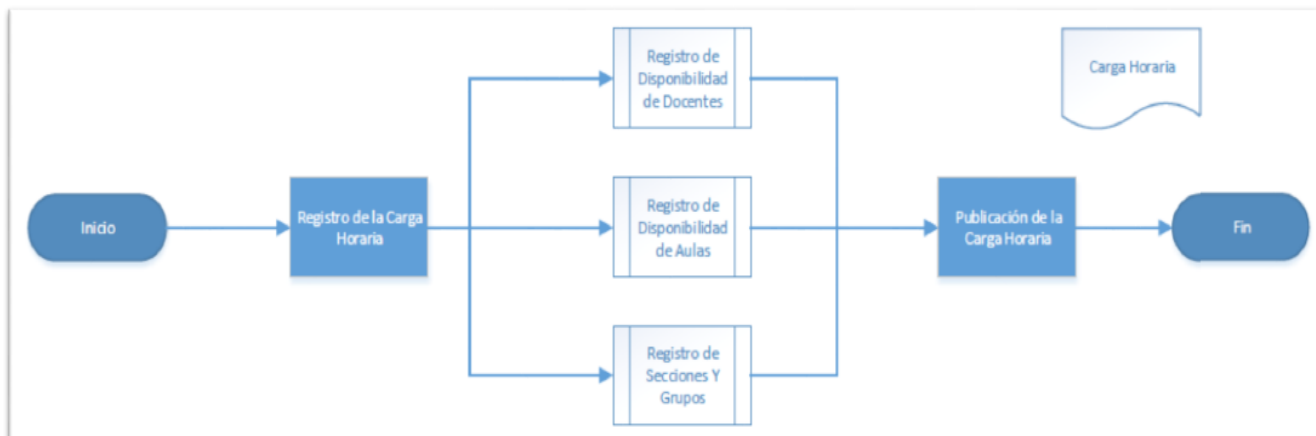 Inicio
Registro de la Carga
Horaria
Registro de
Disponibilidad
de Docentes
Registro de
Disponibilidad
de Aulas
Registro de
Secciones Y
Grupos
Carga Horaria
Publicación de la
Carga Horaria
Fin